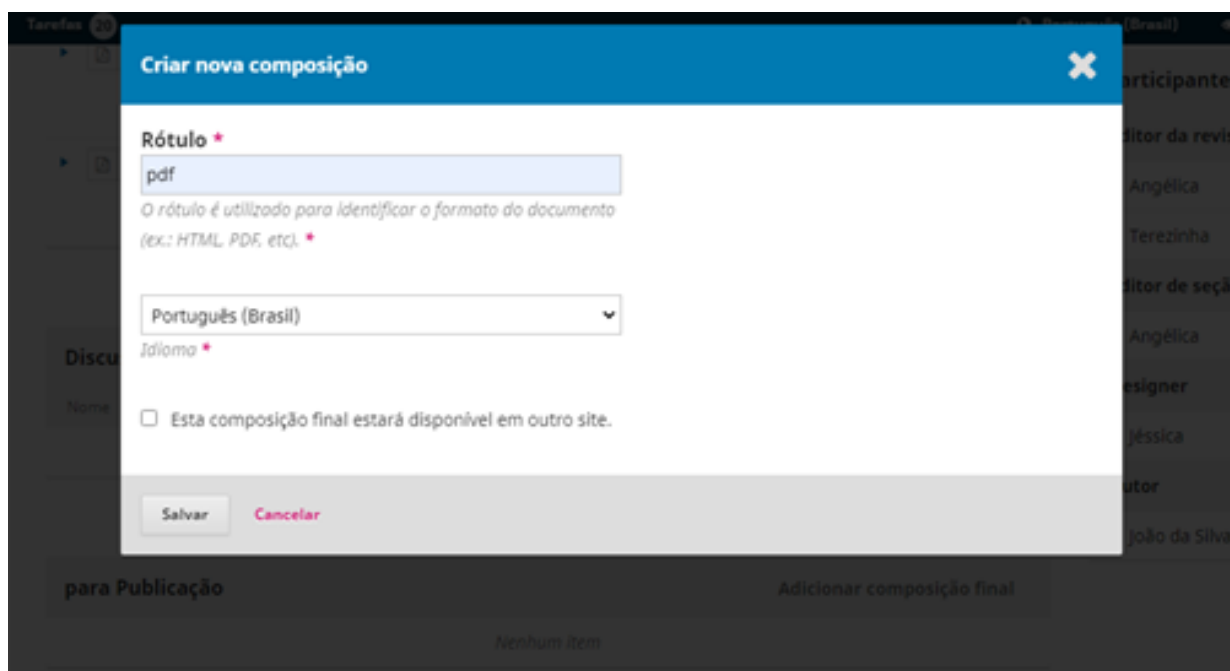 Tarefas 20
Português (Brasil)
Criar nova composição
Rótulo *
pdf
O rótulo é utilizado para identificar o formato do documento
(ex.: HTML, PDF, etc). *
Português (Brasil)
Idioma *
Esta composição final estará disponível em outro site.
Salvar
Cancelar
articipante
ditor da revis
Angélica
Terezinha
ditor de seçã
Angélica
esigner
Jéssica
utor
João da Silva
Discu
Nome
para Publicação
Adicionar composição final
Nenhum item